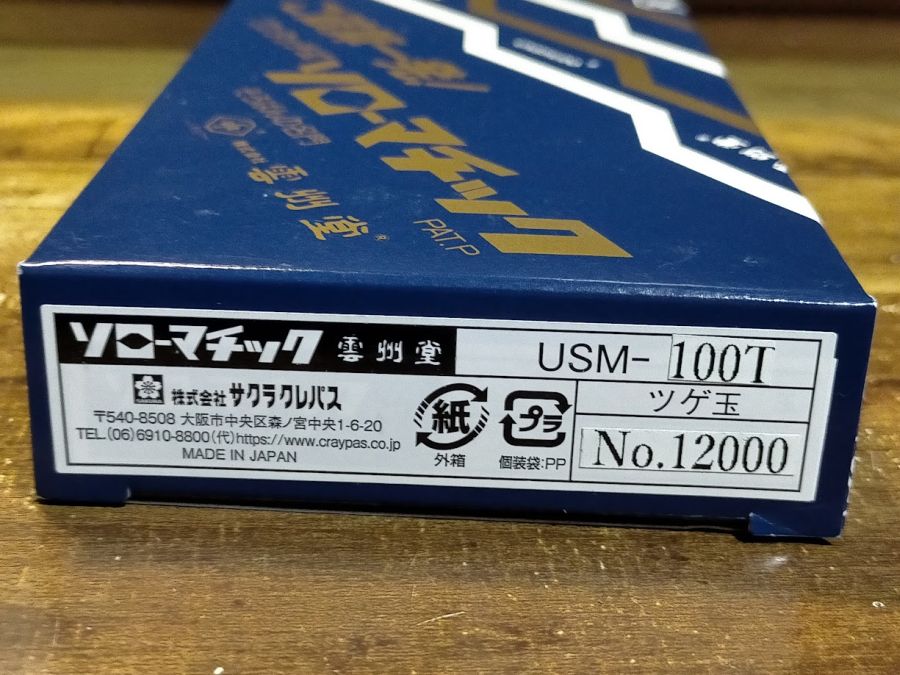 ソローマチック
雲州堂
PAT.P
ソローマチック 雲州堂
USM-100T
ツゲ玉
No.12000
株式会社サクラクレパス
〒540-8508 大阪市中央区森ノ宮中央1-6-20
TEL.(06)6910-8800(代)https://www.craypas.co.jp
MADE IN JAPAN
紙
外箱
プラ
個装袋:PP